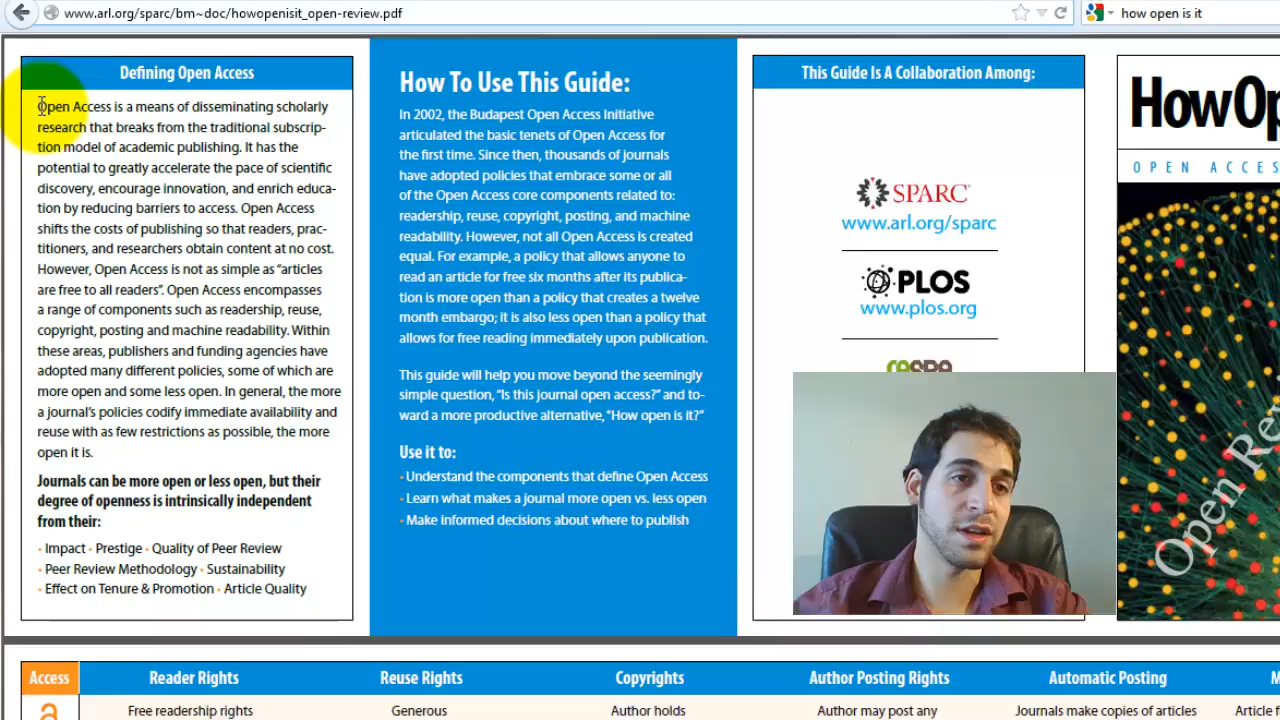 www.arl.org/sparc/bm~doc/howopenisit_open-review.pdf
how open is it
Defining Open Access
Open Access is a means of disseminating scholarly
research that breaks from the traditional subscrip-
tion model of academic publishing. It has the
potential to greatly accelerate the pace of scientific
discovery, encourage innovation, and enrich educa-
tion by reducing barriers to access. Open Access
shifts the costs of publishing so that readers, prac-
titioners, and researchers obtain content at no cost.
However, Open Access is not as simple as “articles
are free to all readers”. Open Access encompasses
a range of components such as readership, reuse,
copyright, posting and machine readability. Within
these areas, publishers and funding agencies have
adopted many different policies, some of which are
more open and some less open. In general, the more
a journal’s policies codify immediate availability and
reuse with as few restrictions as possible, the more
open it is.
Journals can be more open or less open, but their
degree of openness is intrinsically independent
from their:
• Impact • Prestige • Quality of Peer Review
• Peer Review Methodology • Sustainability
• Effect on Tenure & Promotion • Article Quality
How To Use This Guide:
In 2002, the Budapest Open Access Initiative
articulated the basic tenets of Open Access for
the first time. Since then, thousands of journals
have adopted policies that embrace some or all
of the Open Access core components related to:
readership, reuse, copyright, posting, and machine
readability. However, not all Open Access is created
equal. For example, a policy that allows anyone to
read an article for free six months after its publica-
tion is more open than a policy that creates a twelve
month embargo; it is also less open than a policy that
allows for free reading immediately upon publication.
This guide will help you move beyond the seemingly
simple question, “Is this journal open access?” and to-
ward a more productive alternative, “How open is it?”
Use it to:
• Understand the components that define Open Access
• Learn what makes a journal more open vs. less open
• Make informed decisions about where to publish
This Guide Is A Collaboration Among:
SPARC
www.arl.org/sparc
PLOS
www.plos.org
HowOp
OPEN ACCES
Open Re
Access
Reader Rights
Reuse Rights
Copyrights
Author Posting Rights
Automatic Posting
M
a
Free readership rights
Generous
Author holds
Author may post any
Journals make copies of articles
Article f